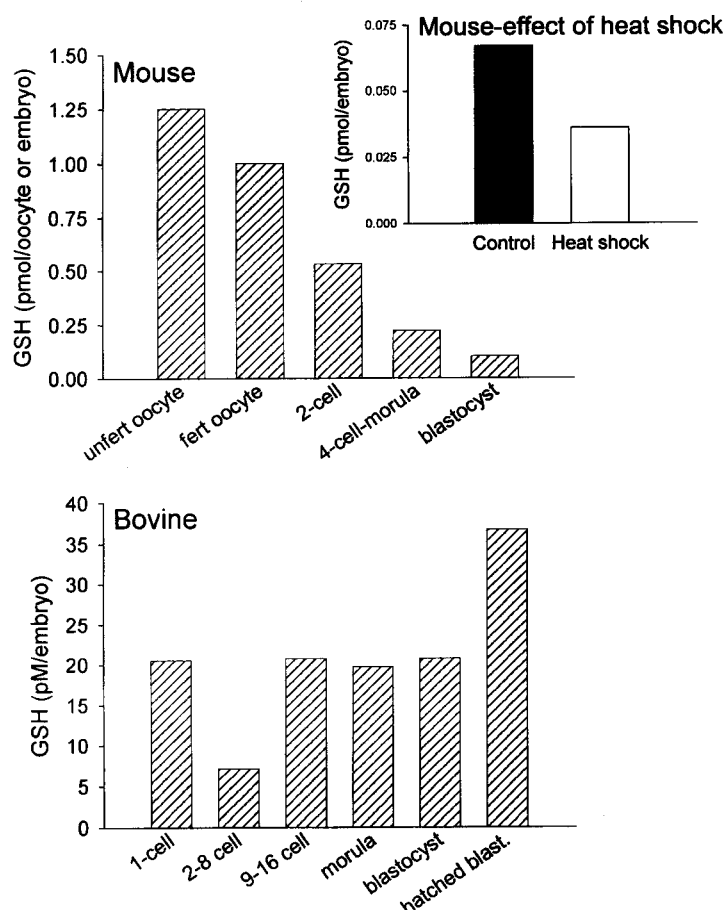 Mouse
GSH (pmol/oocyte or embryo)
1.50
1.25
1.00
0.50
0.25
0.00
unfert oocyte
fert oocyte
2-cell
4-cell-morula
blastocyst
Mouse-effect of heat shock
GSH (pmol/embryo)
0.075
0.050
0.025
0.000
Control
Heat shock
Bovine
GSH (pM/embryo)
40
35
30
25
20
15
10
5
0
1-cell
2-8 cell
9-16 cell
morula
blastocyst
hatched blast.